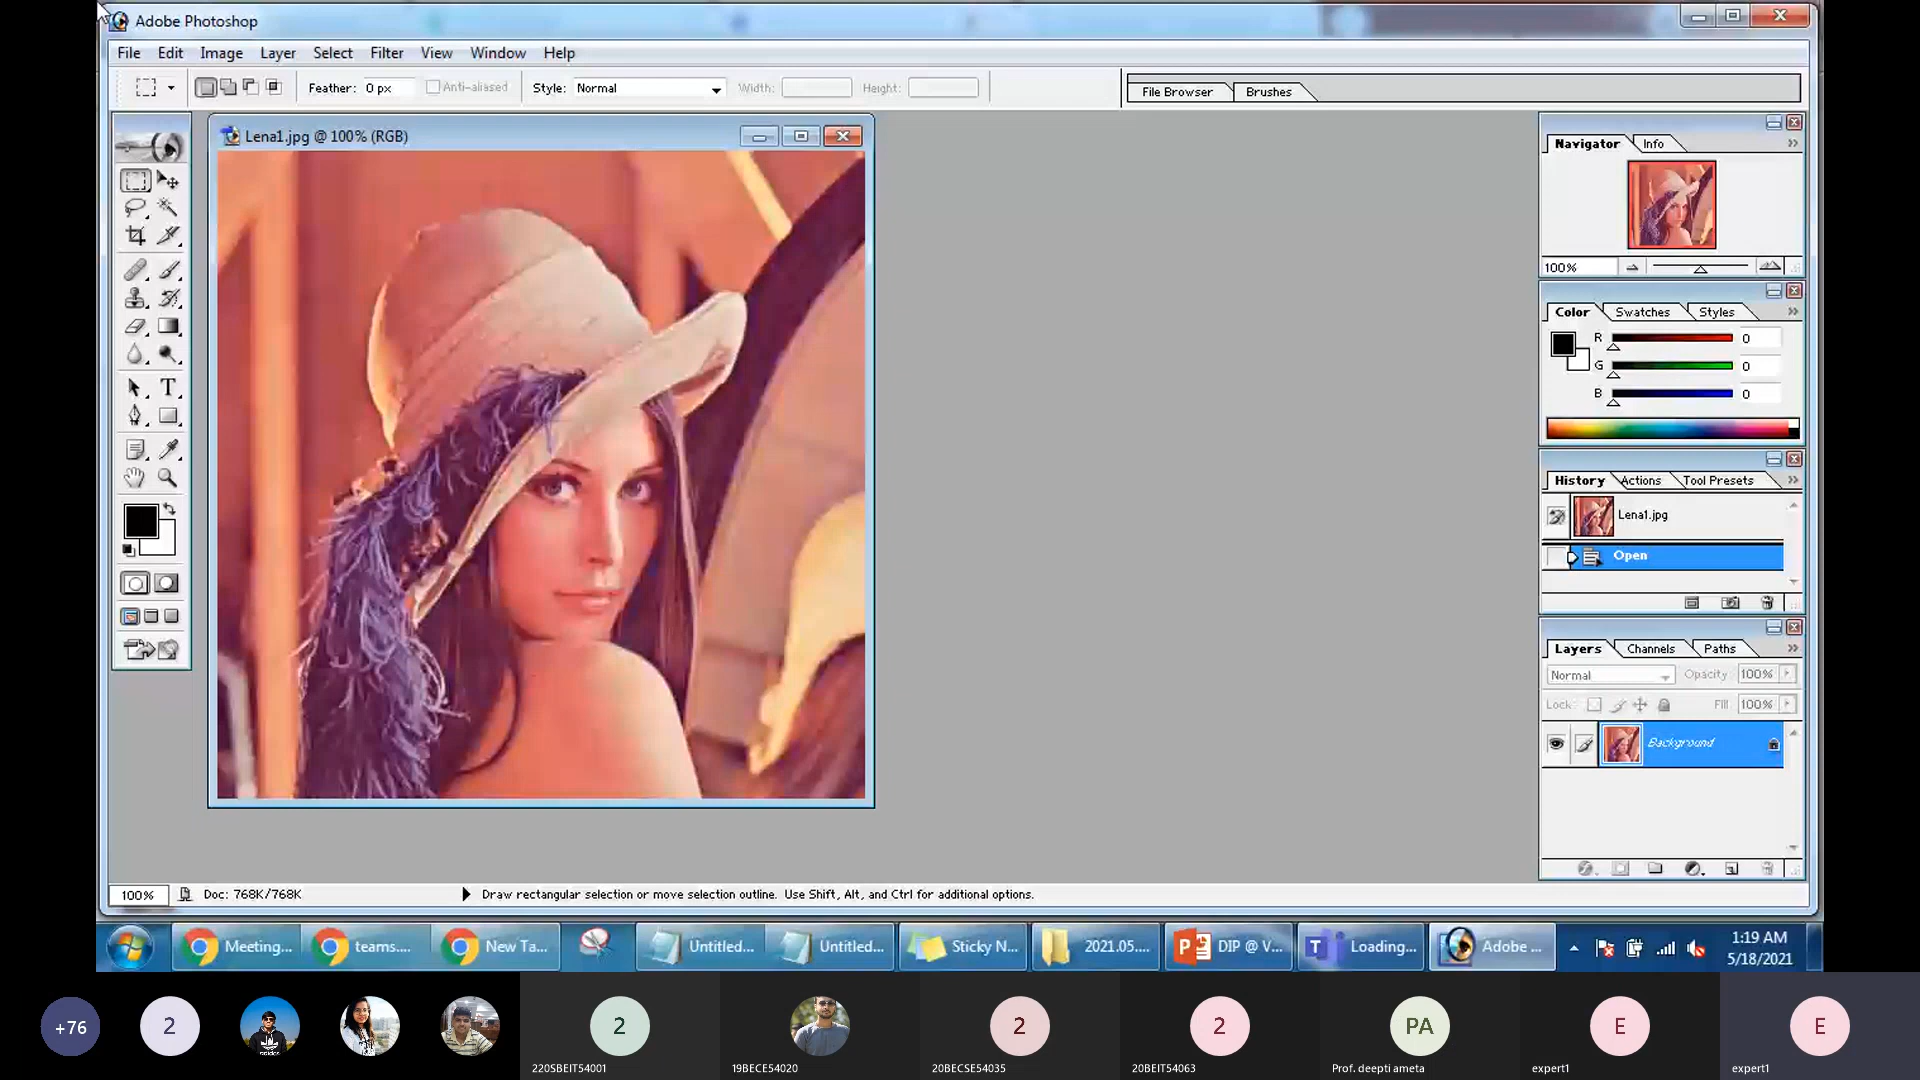 Adobe Photoshop
File Edit Image Layer Select Filter View Window Help
Feather: 0 px Anti-aliased Style: Normal Width: Height: File Browser Brushes
Lena1.jpg @ 100% (RGB)
Navigator Info
100%
Color Swatches Styles
R 0
G 0
B 0
History Actions Tool Presets
Lena1.jpg
Open
Layers Channels Paths
Normal Opacity: 100%
Lock: Fill: 100%
Background
T
100% Doc: 768K/768K Draw rectangular selection or move selection outline. Use Shift, Alt, and Ctrl for additional options.
Meeting... teams.... New Ta... Untitled... Untitled... Sticky N... 2021.05.... DIP @ V... Loading... Adobe ...
1:19 AM
5/18/2021
+76 2 2 2 2 PA E E
220SBEIT54001 19BECE54020 20BECSE54035 20BEIT54063 Prof. deepti ameta expert1 expert1